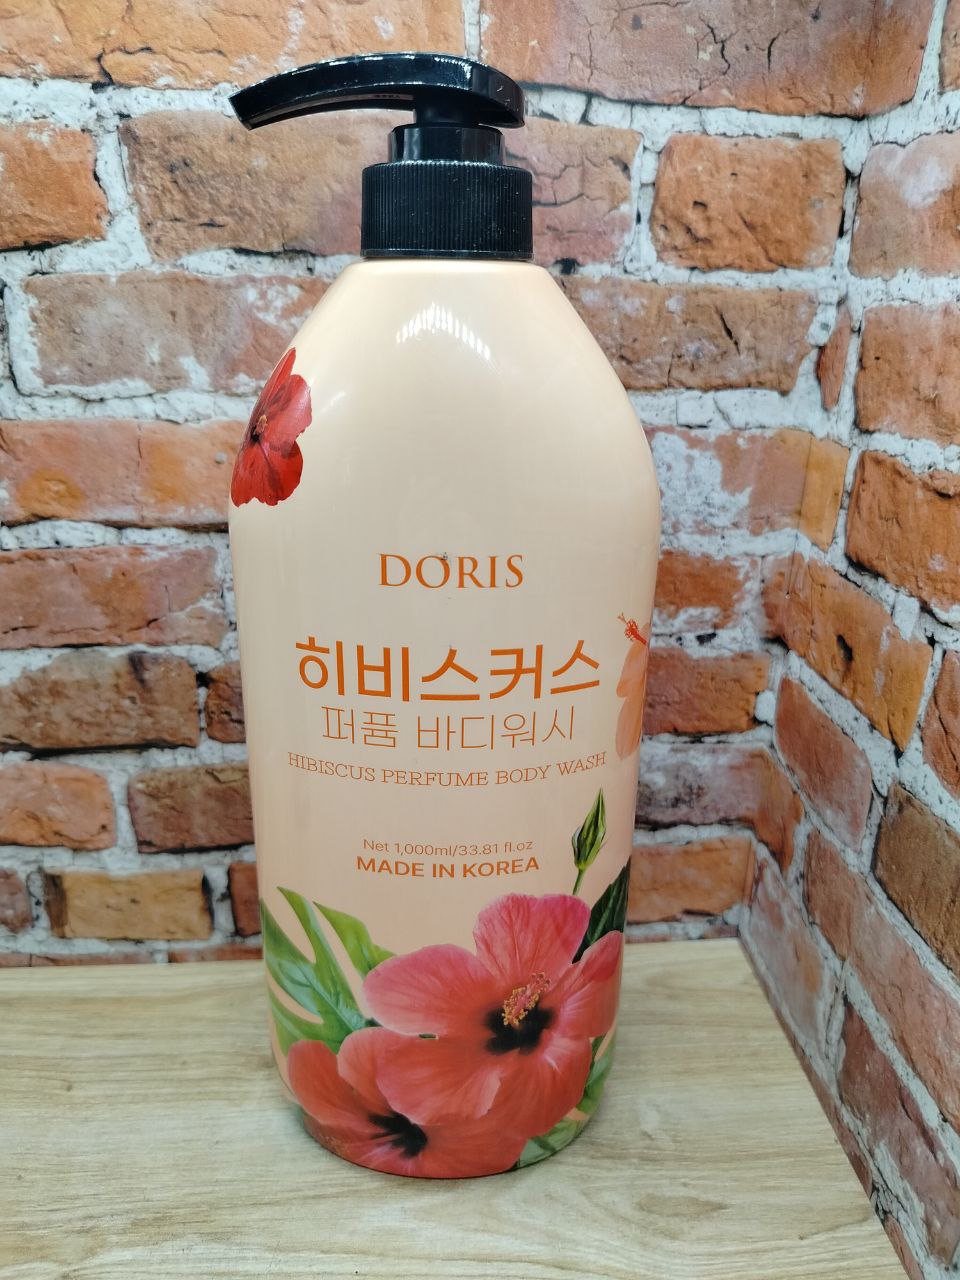 DORIS
히비스커스
퍼퓸 바디워시
HIBISCUS PERFUME BODY WASH
Net 1,000ml/33.81 fl.oz
MADE IN KOREA